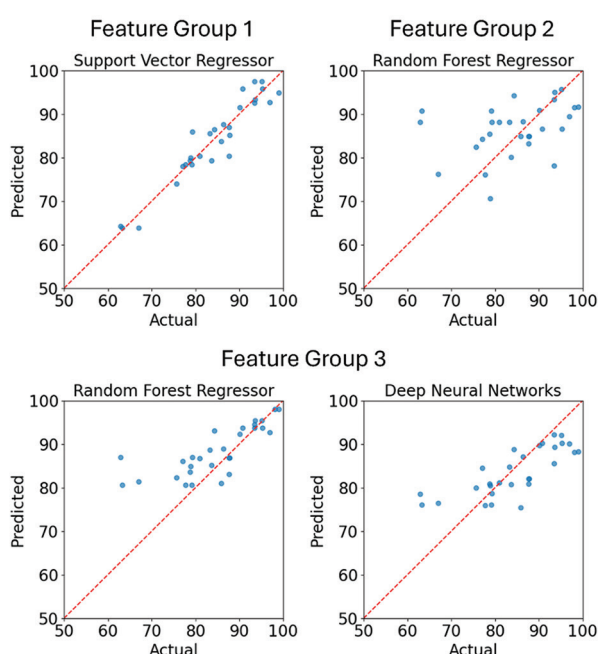 Feature Group 1
Feature Group 2
Support Vector Regressor
Random Forest Regressor
100
90
80
70
60
50
Predicted
50 60 70 80 90 100
Actual
100
90
80
70
60
50
Predicted
50 60 70 80 90 100
Actual
Feature Group 3
Random Forest Regressor
Deep Neural Networks
100
90
80
70
60
50
Predicted
50 60 70 80 90 100
Actual
100
90
80
70
60
50
Predicted
50 60 70 80 90 100
Actual